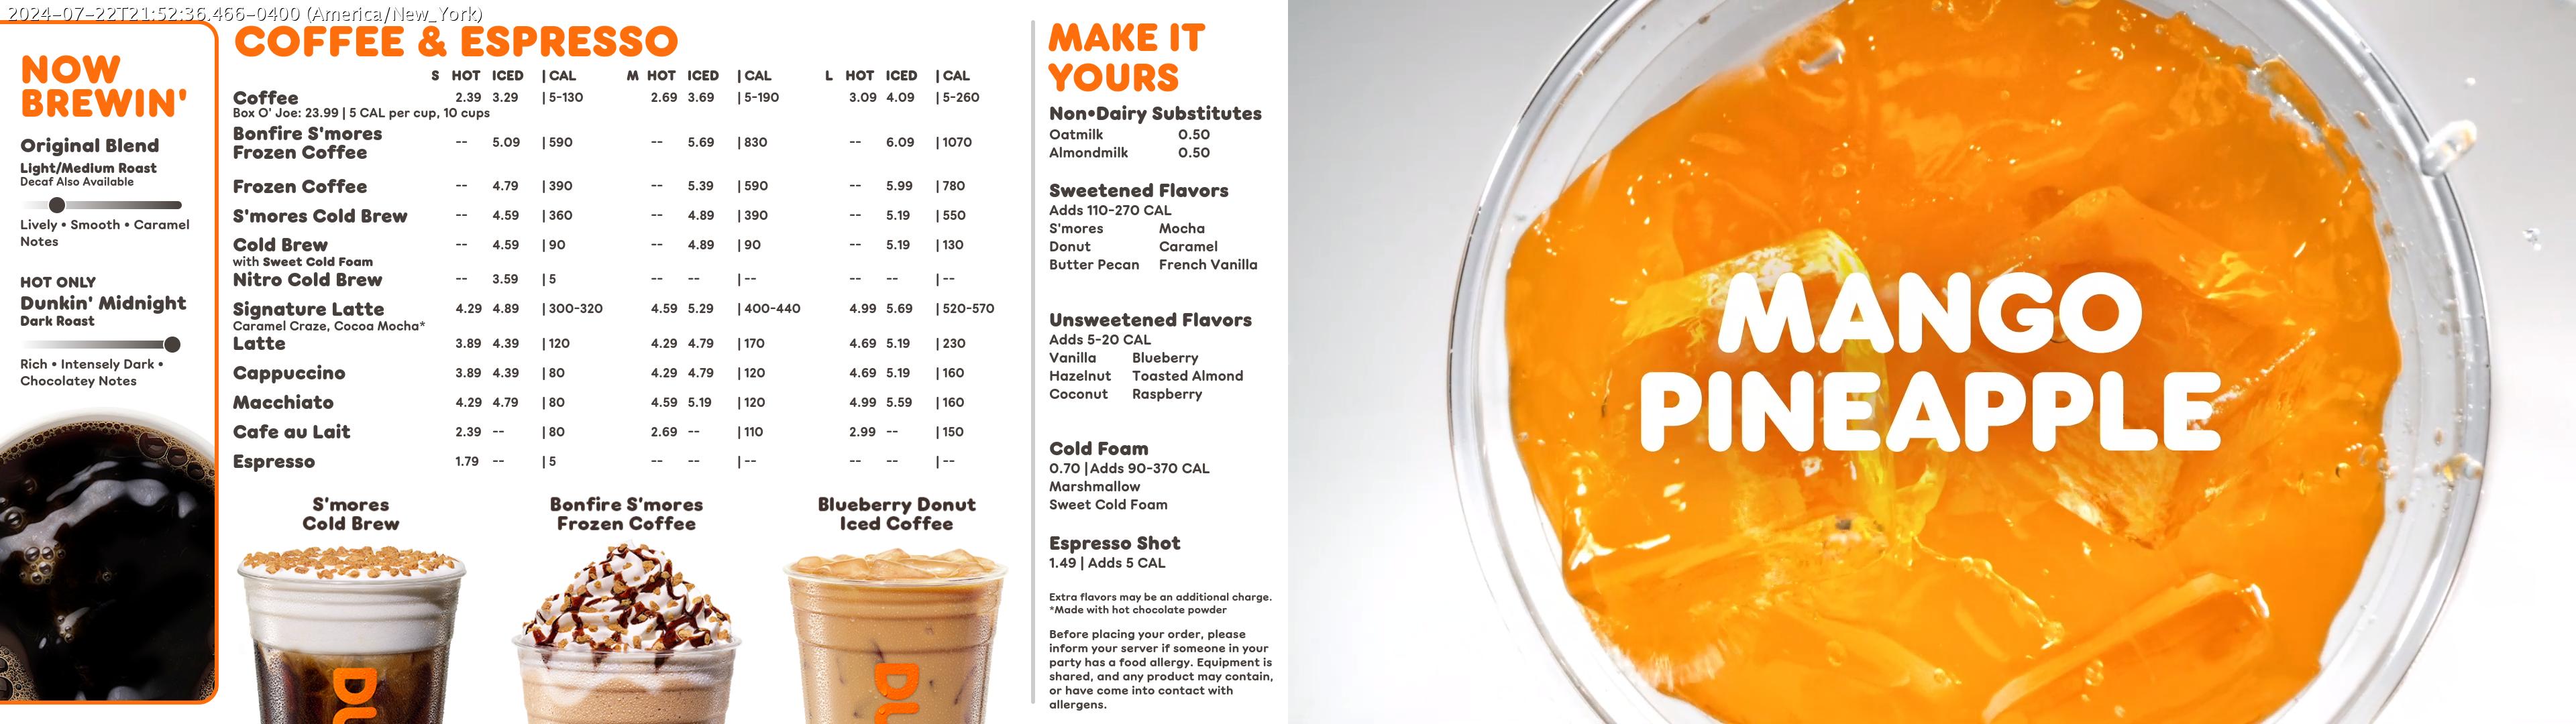 2024-07-22T21:52:36.466-0400 (America/New_York)
NOW
BREWIN'
Original Blend
Light/Medium Roast
Decaf Also Available
Lively • Smooth • Caramel
Notes
HOT ONLY
Dunkin' Midnight
Dark Roast
Rich • Intensely Dark •
Chocolatey Notes
COFFEE & ESPRESSO
S HOT ICED | CAL M HOT ICED | CAL L HOT ICED | CAL
Coffee 2.39 3.29 | 5-130 2.69 3.69 | 5-190 3.09 4.09 | 5-260
Box O' Joe: 23.99 | 5 CAL per cup, 10 cups
Bonfire S'mores
Frozen Coffee -- 5.09 | 590 -- 5.69 | 830 -- 6.09 | 1070
Frozen Coffee -- 4.79 | 390 -- 5.39 | 590 -- 5.99 | 780
S'mores Cold Brew -- 4.59 | 360 -- 4.89 | 390 -- 5.19 | 550
Cold Brew -- 4.59 | 90 -- 4.89 | 90 -- 5.19 | 130
with Sweet Cold Foam
Nitro Cold Brew -- 3.59 | 5 -- -- | -- -- -- | --
Signature Latte 4.29 4.89 | 300-320 4.59 5.29 | 400-440 4.99 5.69 | 520-570
Caramel Craze, Cocoa Mocha*
Latte 3.89 4.39 | 120 4.29 4.79 | 170 4.69 5.19 | 230
Cappuccino 3.89 4.39 | 80 4.29 4.79 | 120 4.69 5.19 | 160
Macchiato 4.29 4.79 | 80 4.59 5.19 | 120 4.99 5.59 | 160
Cafe au Lait 2.39 -- | 80 2.69 -- | 110 2.99 -- | 150
Espresso 1.79 -- | 5 -- -- | -- -- -- | --
S'mores
Cold Brew
Bonfire S'mores
Frozen Coffee
Blueberry Donut
Iced Coffee
DU
DU
MAKE IT
YOURS
Non•Dairy Substitutes
Oatmilk 0.50
Almondmilk 0.50
Sweetened Flavors
Adds 110-270 CAL
S'mores Mocha
Donut Caramel
Butter Pecan French Vanilla
Unsweetened Flavors
Adds 5-20 CAL
Vanilla Blueberry
Hazelnut Toasted Almond
Coconut Raspberry
Cold Foam
0.70 | Adds 90-370 CAL
Marshmallow
Sweet Cold Foam
Espresso Shot
1.49 | Adds 5 CAL
Extra flavors may be an additional charge.
*Made with hot chocolate powder
Before placing your order, please
inform your server if someone in your
party has a food allergy. Equipment is
shared, and any product may contain,
or have come into contact with
allergens.
MANGO
PINEAPPLE